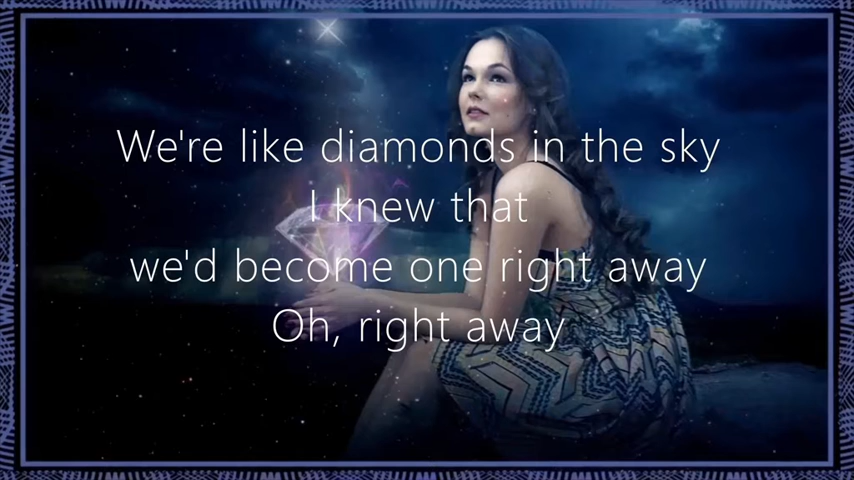 We're like diamonds in the sky
I knew that
we'd become one right away
Oh, right away